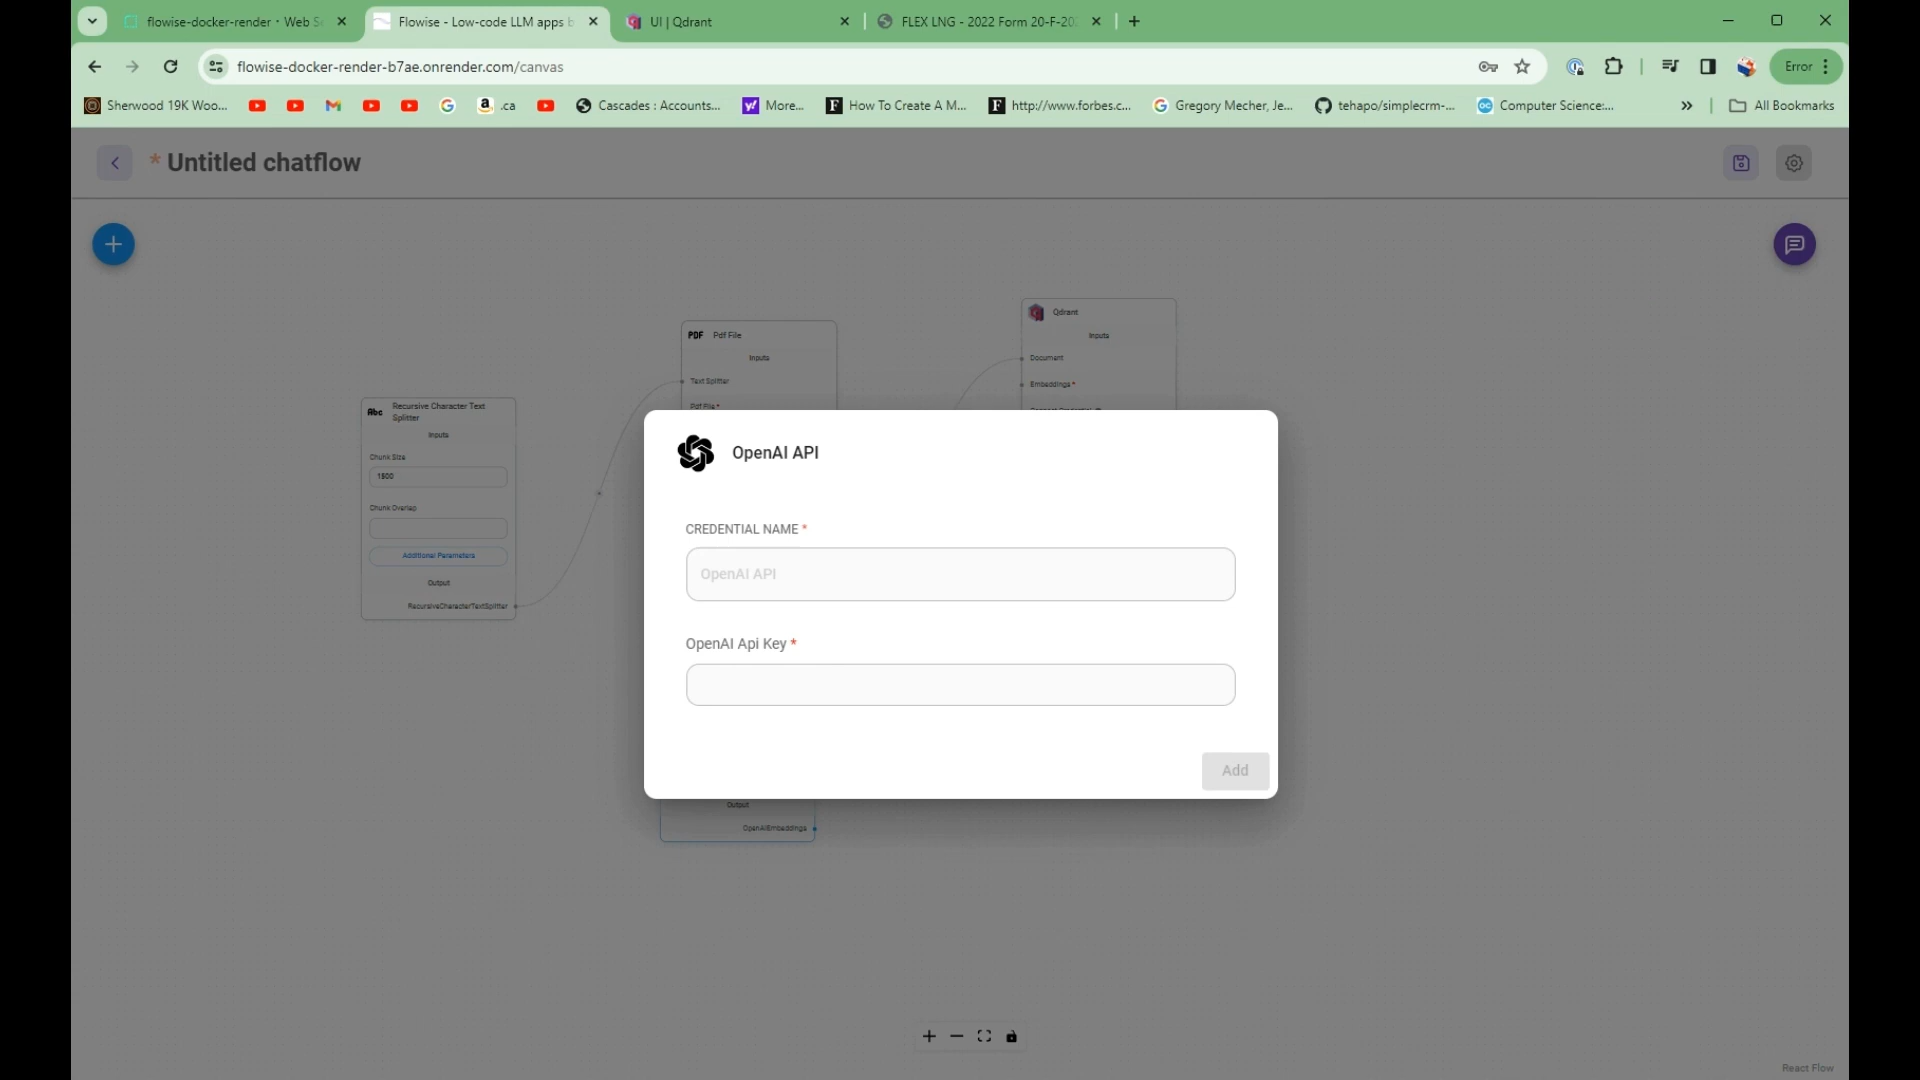 flowise-docker-render · Web Se
Flowise - Low-code LLM apps b
UI | Qdrant
FLEX LNG - 2022 Form 20-F-202
flowise-docker-render-b7ae.onrender.com/canvas
Error
Sherwood 19K Woo...
.ca
Cascades : Accounts...
More...
How To Create A M...
http://www.forbes.c...
Gregory Mecher, Je...
tehapo/simplecrm-...
Computer Science:...
»
All Bookmarks
* Untitled chatflow
Qdrant
Inputs
Document
Embeddings *
PDF Pdf File
Inputs
Text Splitter
Pdf File *
Abc Recursive Character Text
Splitter
Inputs
Chunk Size
1500
Chunk Overlap
Additional Parameters
Output
RecursiveCharacterTextSplitter
OpenAI API
CREDENTIAL NAME *
OpenAI API
OpenAI Api Key *
Add
Output
OpenAIEmbeddings
React Flow